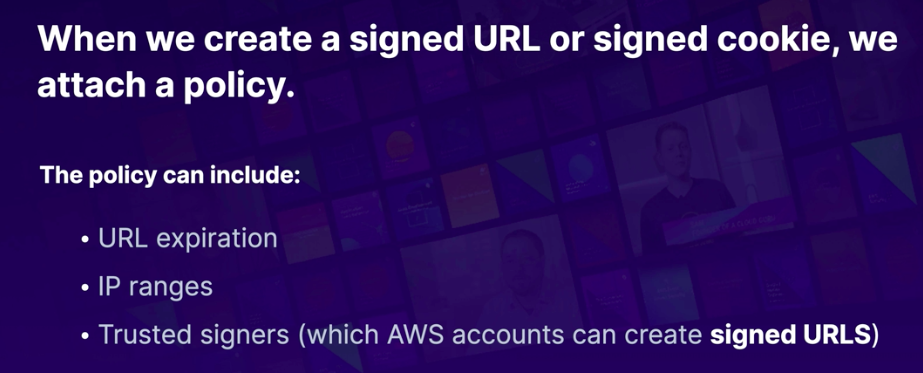 When we create a signed URL or signed cookie, we
attach a policy.
The policy can include:
• URL expiration
• IP ranges
• Trusted signers (which AWS accounts can create signed URLS)